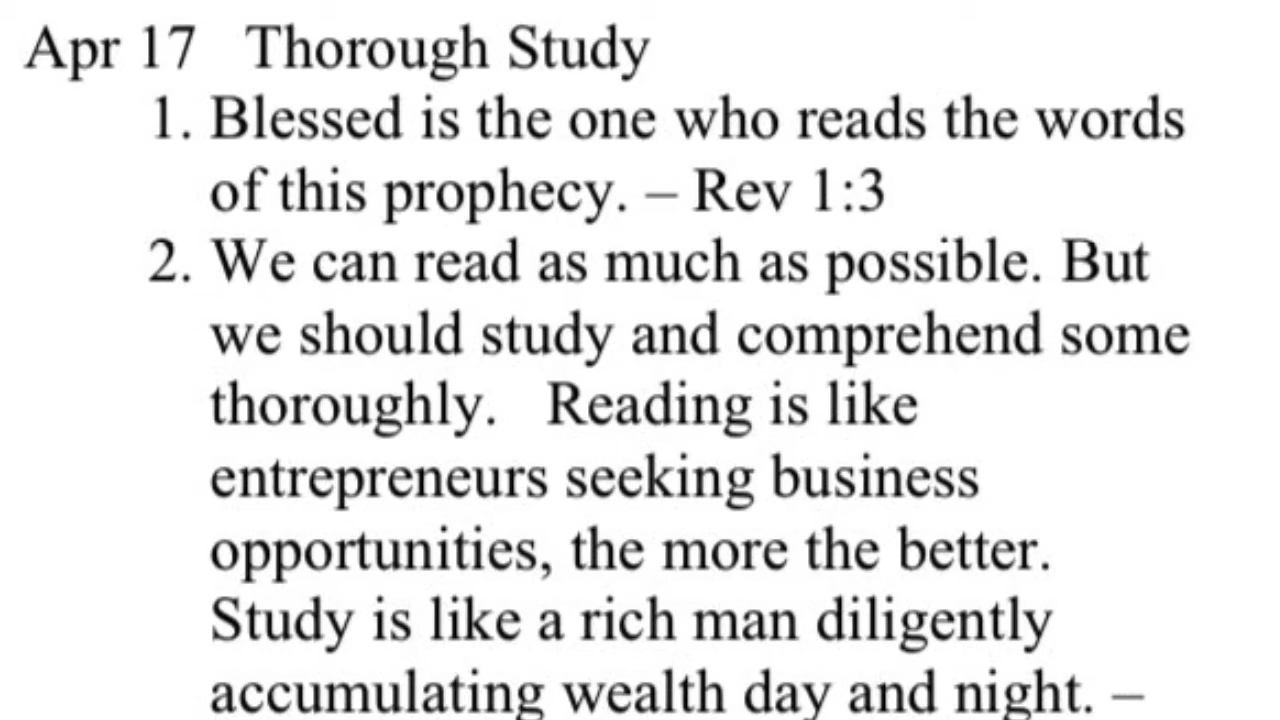 Apr 17   Thorough Study
1. Blessed is the one who reads the words
of this prophecy. – Rev 1:3
2. We can read as much as possible. But
we should study and comprehend some
thoroughly.   Reading is like
entrepreneurs seeking business
opportunities, the more the better.
Study is like a rich man diligently
accumulating wealth day and night. –